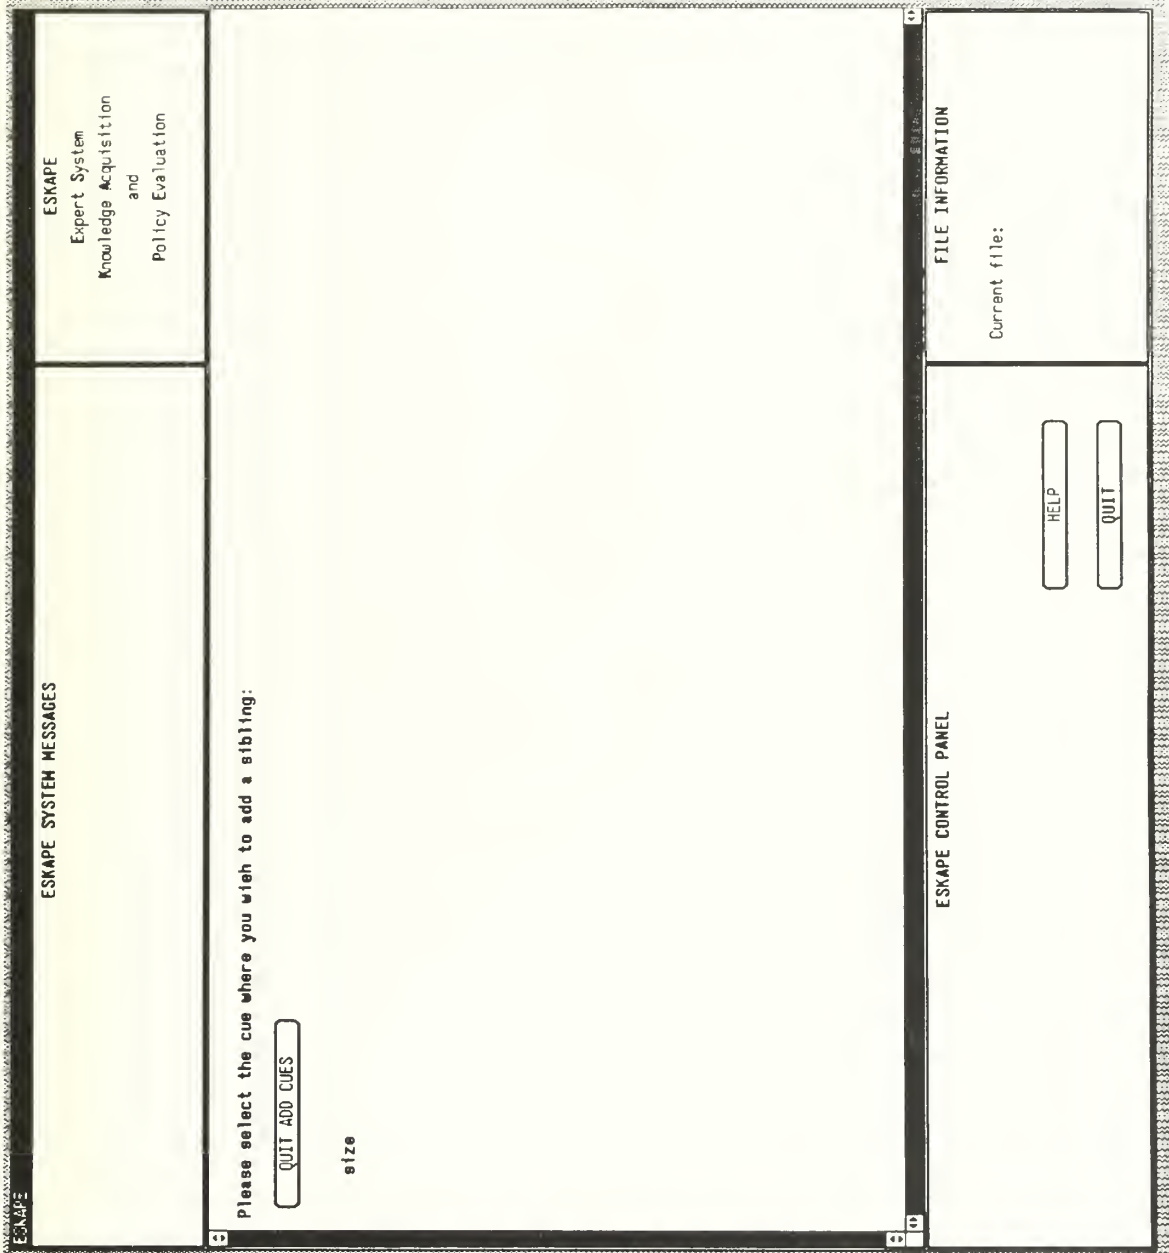 ESKAPE
ESKAPE SYSTEM MESSAGES
ESKAPE
Expert System
Knowledge Acquisition
and
Policy Evaluation
Please select the cue where you wish to add a sibling:
QUIT ADD CUES
size
ESKAPE CONTROL PANEL
HELP
QUIT
FILE INFORMATION
Current file: